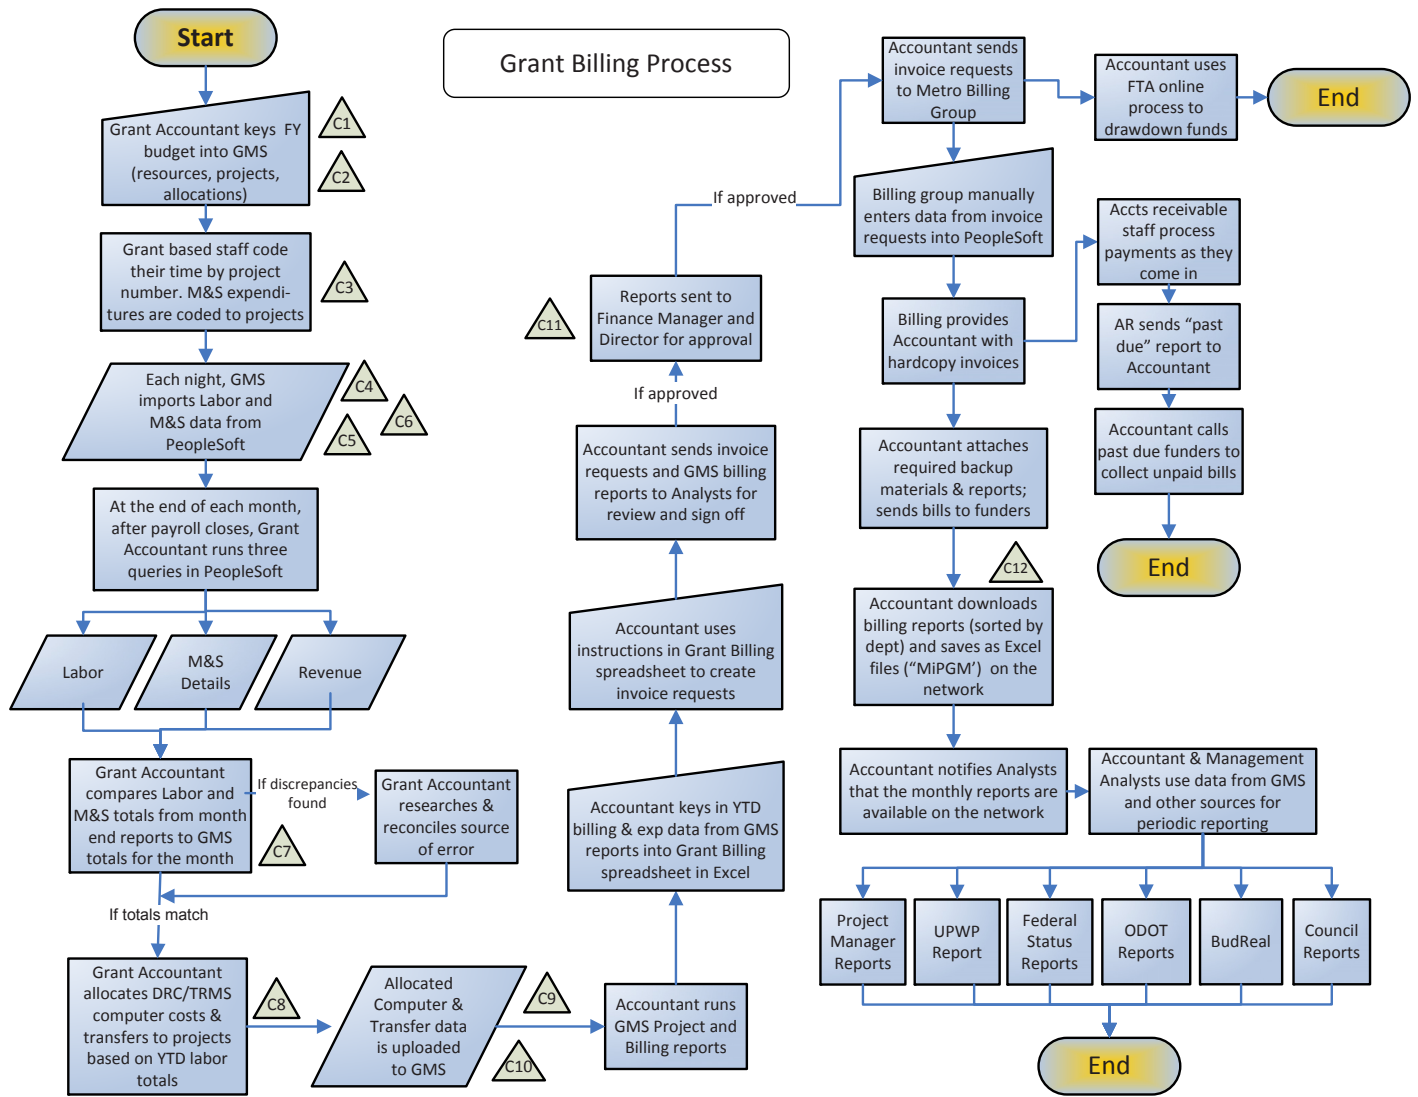 Start
Grant Billing Process
Grant Accountant keys FY
budget into GMS
(resources, projects,
allocations)
C1
C2
Grant based staff code
their time by project
number. M&S expendi-
tures are coded to projects
C3
Each night, GMS
imports Labor and
M&S data from
PeopleSoft
C4
C5
C6
At the end of each month,
after payroll closes, Grant
Accountant runs three
queries in PeopleSoft
Labor
M&S
Details
Revenue
Grant Accountant
compares Labor and
M&S totals from month
end reports to GMS
totals for the month
C7
If discrepancies
found
Grant Accountant
researches &
reconciles source
of error
If totals match
Grant Accountant
allocates DRC/TRMS
computer costs &
transfers to projects
based on YTD labor
totals
C8
Allocated
Computer &
Transfer data
is uploaded
to GMS
C9
C10
Accountant runs
GMS Project and
Billing reports
Accountant keys in YTD
billing & exp data from GMS
reports into Grant Billing
spreadsheet in Excel
Accountant uses
instructions in Grant Billing
spreadsheet to create
invoice requests
Accountant sends invoice
requests and GMS billing
reports to Analysts for
review and sign off
If approved
Reports sent to
Finance Manager and
Director for approval
C11
If approved
Accountant sends
invoice requests
to Metro Billing
Group
Accountant uses
FTA online
process to
drawdown funds
End
Billing group manually
enters data from invoice
requests into PeopleSoft
Billing provides
Accountant with
hardcopy invoices
Accts receivable
staff process
payments as they
come in
AR sends “past
due” report to
Accountant
Accountant calls
past due funders to
collect unpaid bills
End
Accountant attaches
required backup
materials & reports;
sends bills to funders
C12
Accountant downloads
billing reports (sorted by
dept) and saves as Excel
files (“MiPGM’) on the
network
Accountant notifies Analysts
that the monthly reports are
available on the network
Accountant & Management
Analysts use data from GMS
and other sources for
periodic reporting
Project
Manager
Reports
UPWP
Report
Federal
Status
Reports
ODOT
Reports
BudReal
Council
Reports
End